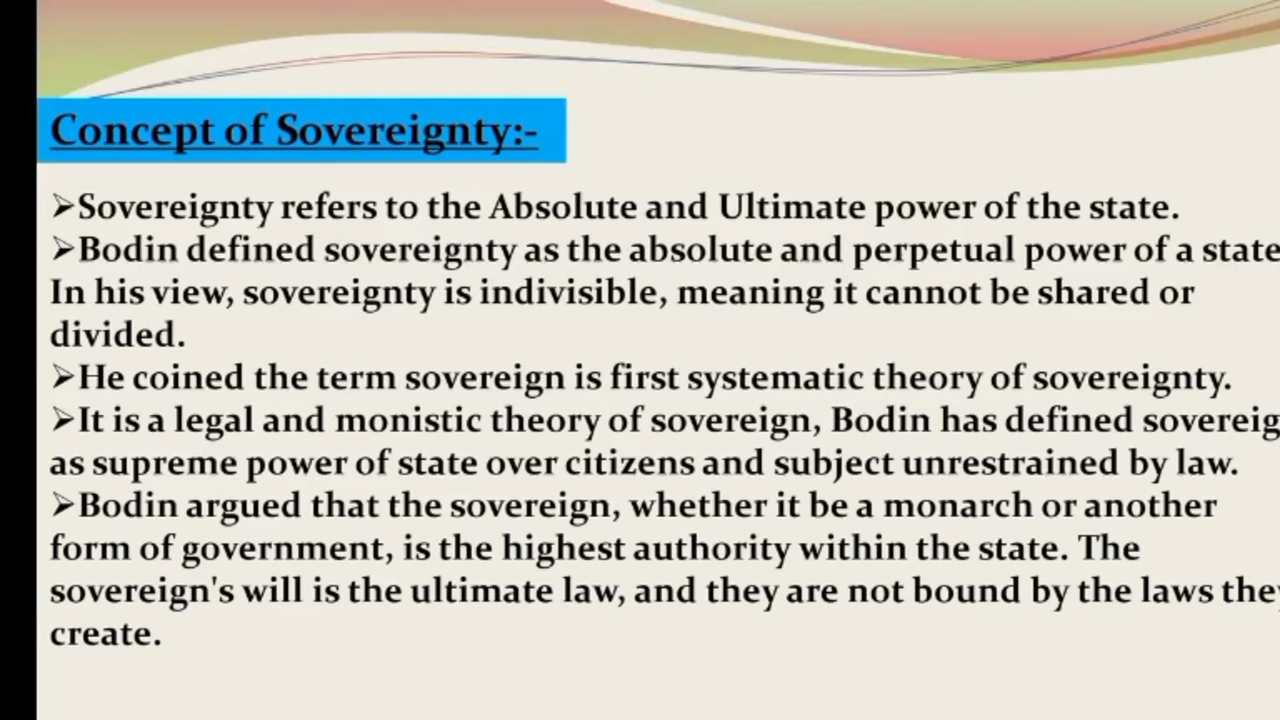 Concept of Sovereignty:-
➢Sovereignty refers to the Absolute and Ultimate power of the state.
➢Bodin defined sovereignty as the absolute and perpetual power of a state
In his view, sovereignty is indivisible, meaning it cannot be shared or
divided.
➢He coined the term sovereign is first systematic theory of sovereignty.
➢It is a legal and monistic theory of sovereign, Bodin has defined sovereig
as supreme power of state over citizens and subject unrestrained by law.
➢Bodin argued that the sovereign, whether it be a monarch or another
form of government, is the highest authority within the state. The
sovereign's will is the ultimate law, and they are not bound by the laws they
create.